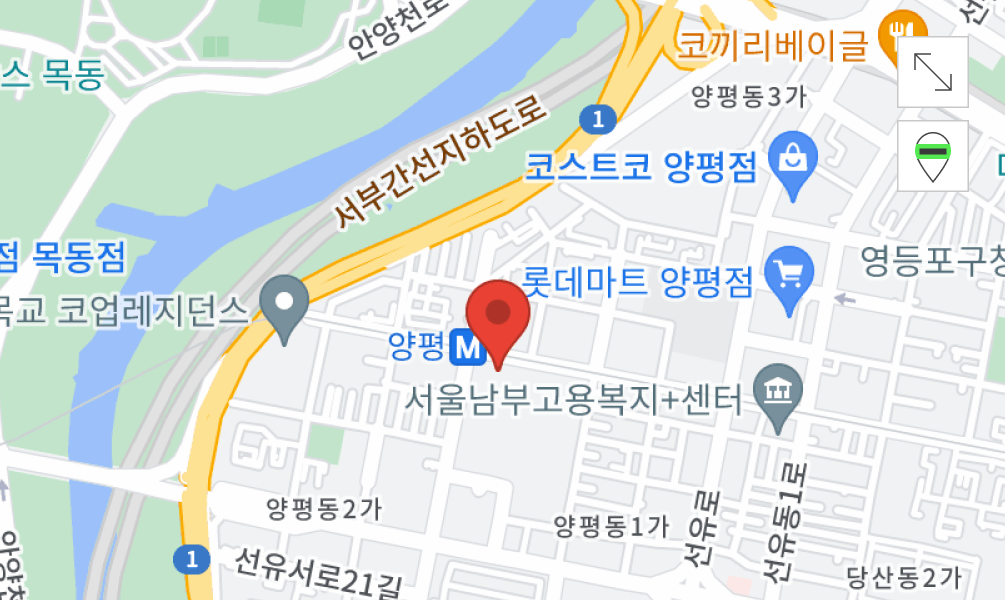 안양천로
선
코끼리베이글
스 목동
양평동3가
1
서부간선지하도로
코스트코 양평점
점 목동점
영등포구청
롯데마트 양평점
목교 코업레지던스
양평 M
서울남부고용복지+센터
양평동2가
양평동1가
선유로
선유동1로
안양천
1
선유서로21길
당산동2가